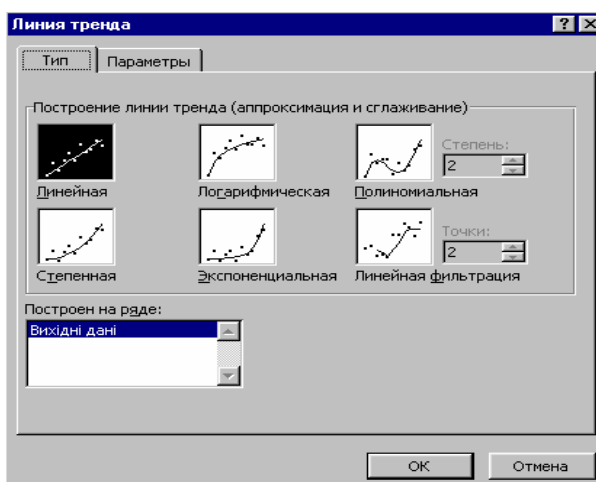 Линия тренда
Тип Параметры
Построение линии тренда (аппроксимация и сглаживание)
Степень:
2
Линейная Логарифмическая Полиномиальная
Точки:
2
Степенная Экспоненциальная Линейная фильтрация
Построен на ряде:
Вихідні дані
ОК Отмена